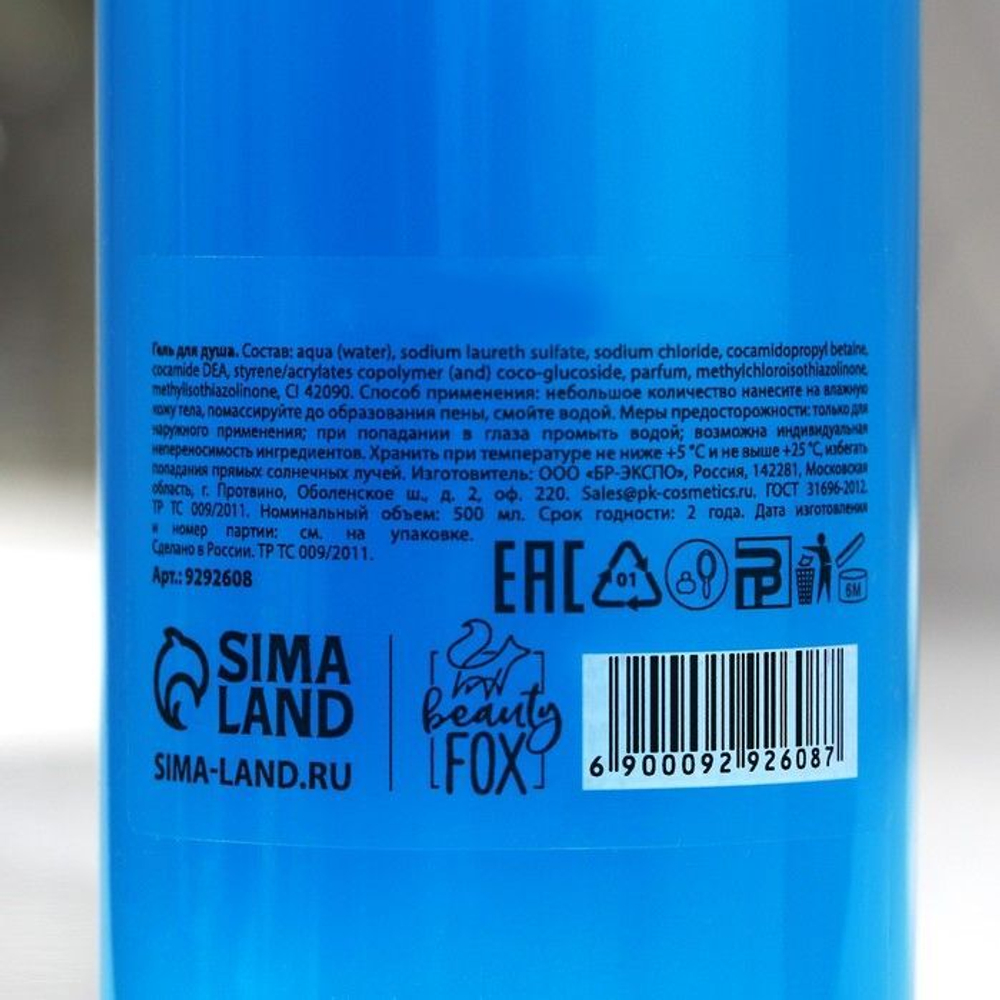 Гель для душа. Состав: aqua (water), sodium laureth sulfate, sodium chloride, cocamidopropyl betaine,
cocamide DEA, styrene/acrylates copolymer (and) coco-glucoside, parfum, methylchloroisothiazolinone,
methylisothiazolinone, CI 42090. Способ применения: небольшое количество нанесите на влажную
кожу тела, помассируйте до образования пены, смойте водой. Меры предосторожности: только для
наружного применения; при попадании в глаза промыть водой; возможна индивидуальная
непереносимость ингредиентов. Хранить при температуре не ниже +5 °С и не выше +25 °С, избегать
попадания прямых солнечных лучей. Изготовитель: ООО «БР-ЭКСПО», Россия, 142281, Московская
область, г. Протвино, Оболенское ш., д. 2, оф. 220. Sales@pk-cosmetics.ru. ГОСТ 31696-2012.
ТР ТС 009/2011. Номинальный объем: 500 мл. Срок годности: 2 года. Дата изготовления
и номер партии: см. на упаковке.
Сделано в России. ТР ТС 009/2011.
Арт.: 9292608
EAC
01
6M
SIMA
LAND
SIMA-LAND.RU
beauty
FOX
6 900092 926087